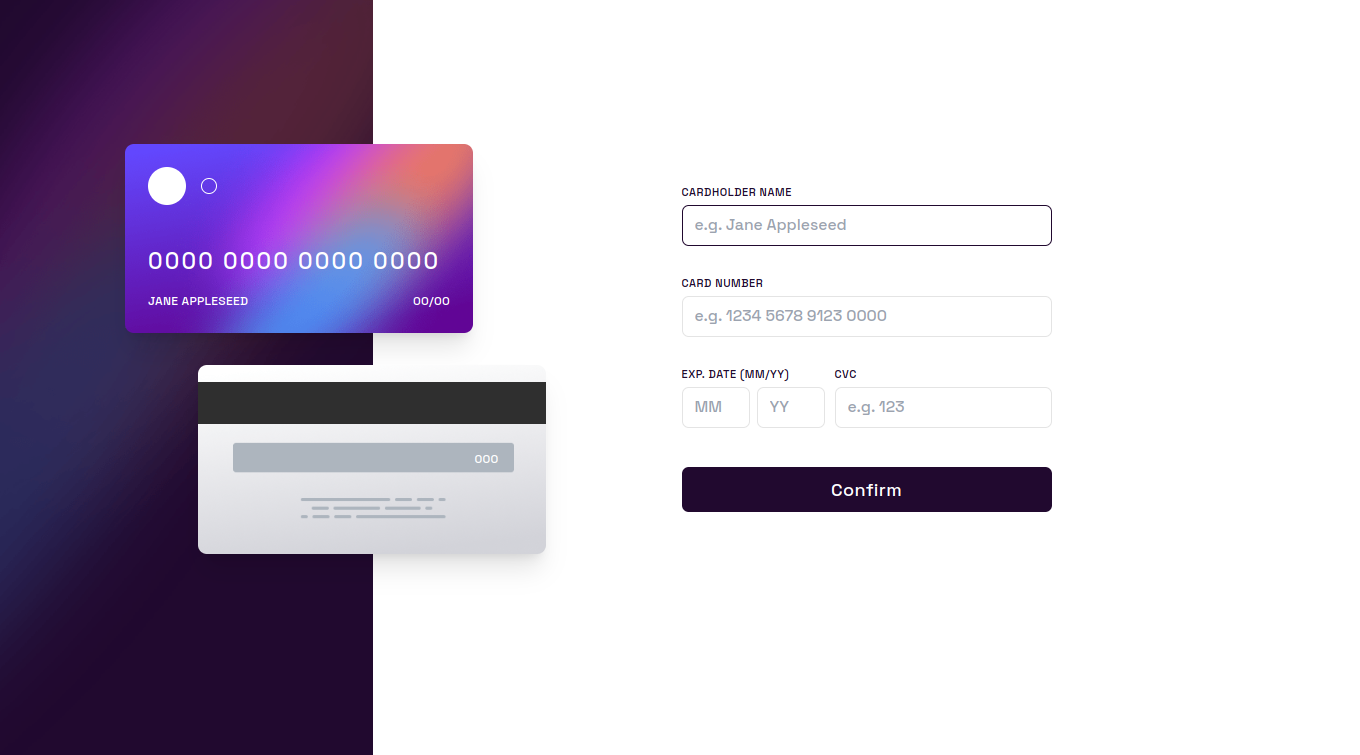 0000 0000 0000 0000
JANE APPLESEED 00/00
000
CARDHOLDER NAME
e.g. Jane Appleseed
CARD NUMBER
e.g. 1234 5678 9123 0000
EXP. DATE (MM/YY) CVC
MM YY e.g. 123
Confirm